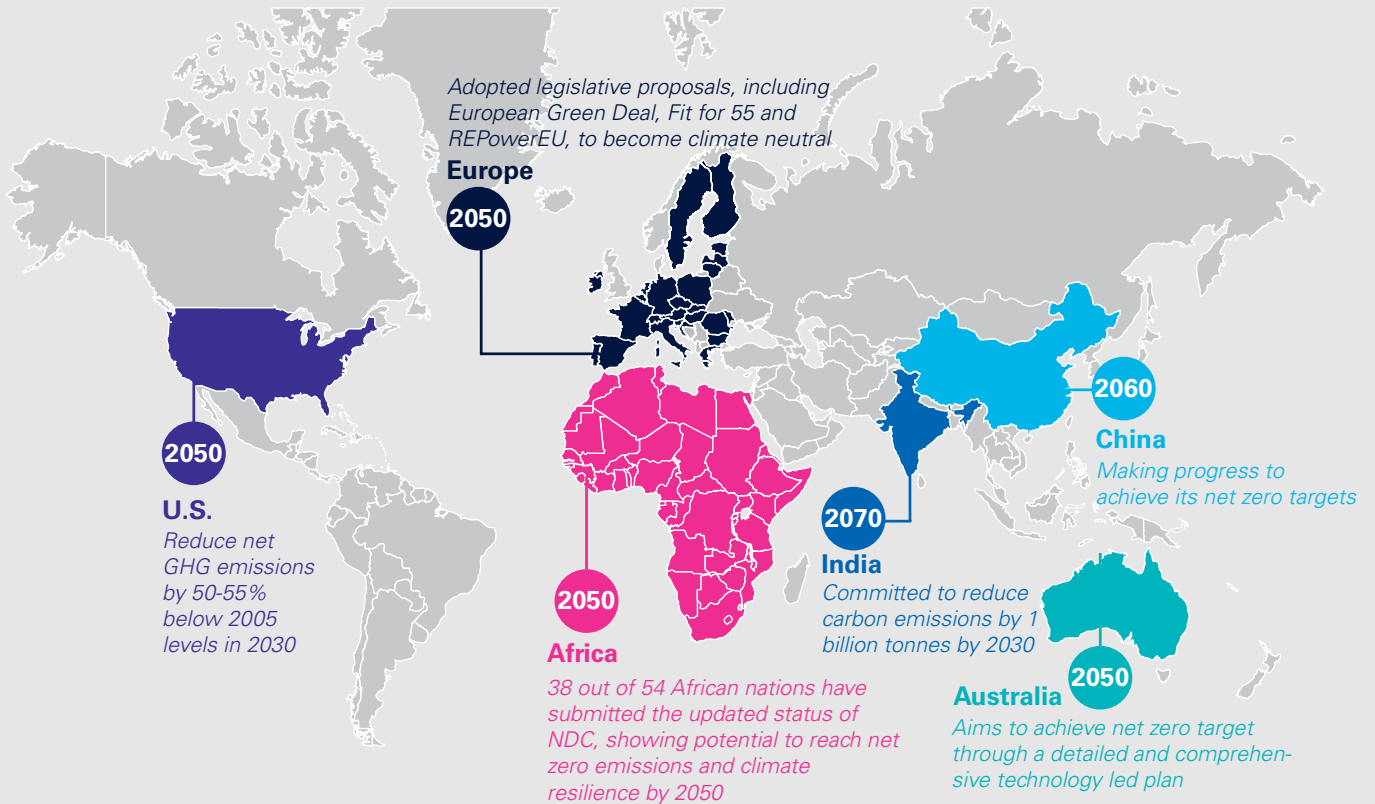 Adopted legislative proposals, including
European Green Deal, Fit for 55 and
REPowerEU, to become climate neutral
Europe
2050
2050
U.S.
Reduce net
GHG emissions
by 50-55%
below 2005
levels in 2030
2050
Africa
38 out of 54 African nations have
submitted the updated status of
NDC, showing potential to reach net
zero emissions and climate
resilience by 2050
2060
China
Making progress to
achieve its net zero targets
2070
India
Committed to reduce
carbon emissions by 1
billion tonnes by 2030
2050
Australia
Aims to achieve net zero target
through a detailed and comprehen-
sive technology led plan